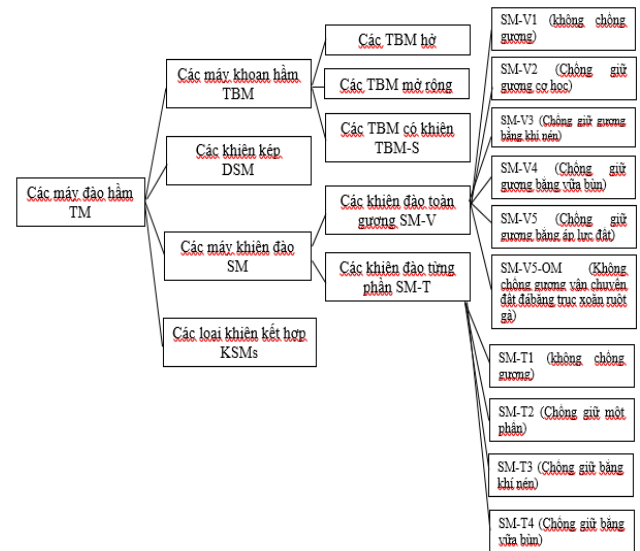 Các máy đào hầm
TM
Các máy khoan hầm
TBM
Các khiên kép
DSM
Các máy khiên đào
SM
Các loại khiên kết hợp
KSMs
Các TBM hở
Các TBM mở rộng
Các TBM có khiên
TBM-S
Các khiên đào toàn
gương SM-V
Các khiên đào từng
phần SM-T
SM-V1 (không chống
gương)
SM-V2 (Chống giữ
gương cơ học)
SM-V3 (Chống giữ gương
bằng khí nén)
SM-V4 (Chống giữ
gương bằng vữa bùn)
SM-V5 (Chống giữ
gương bằng áp lực đất)
SM-V5-OM (Không
chống gương vận chuyển
đất đábằng trục xoắn ruột
gà)
SM-T1 (không chống
gương)
SM-T2 (Chống giữ một
phần)
SM-T3 (Chống giữ bằng
khí nén)
SM-T4 (Chống giữ bằng
vữa bùn)